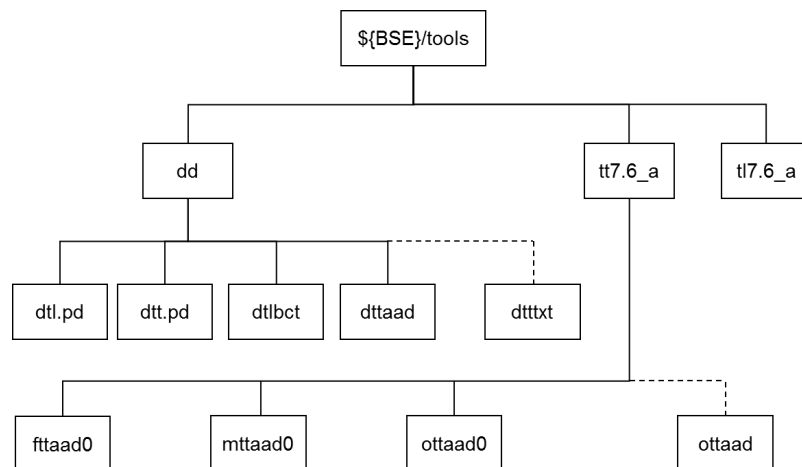 ${BSE}/tools
dd
tt7.6_a
tl7.6_a
dtl.pd
dtt.pd
dtlbct
dttaad
dtttxt
fttaad0
mttaad0
ottaad0
ottaad